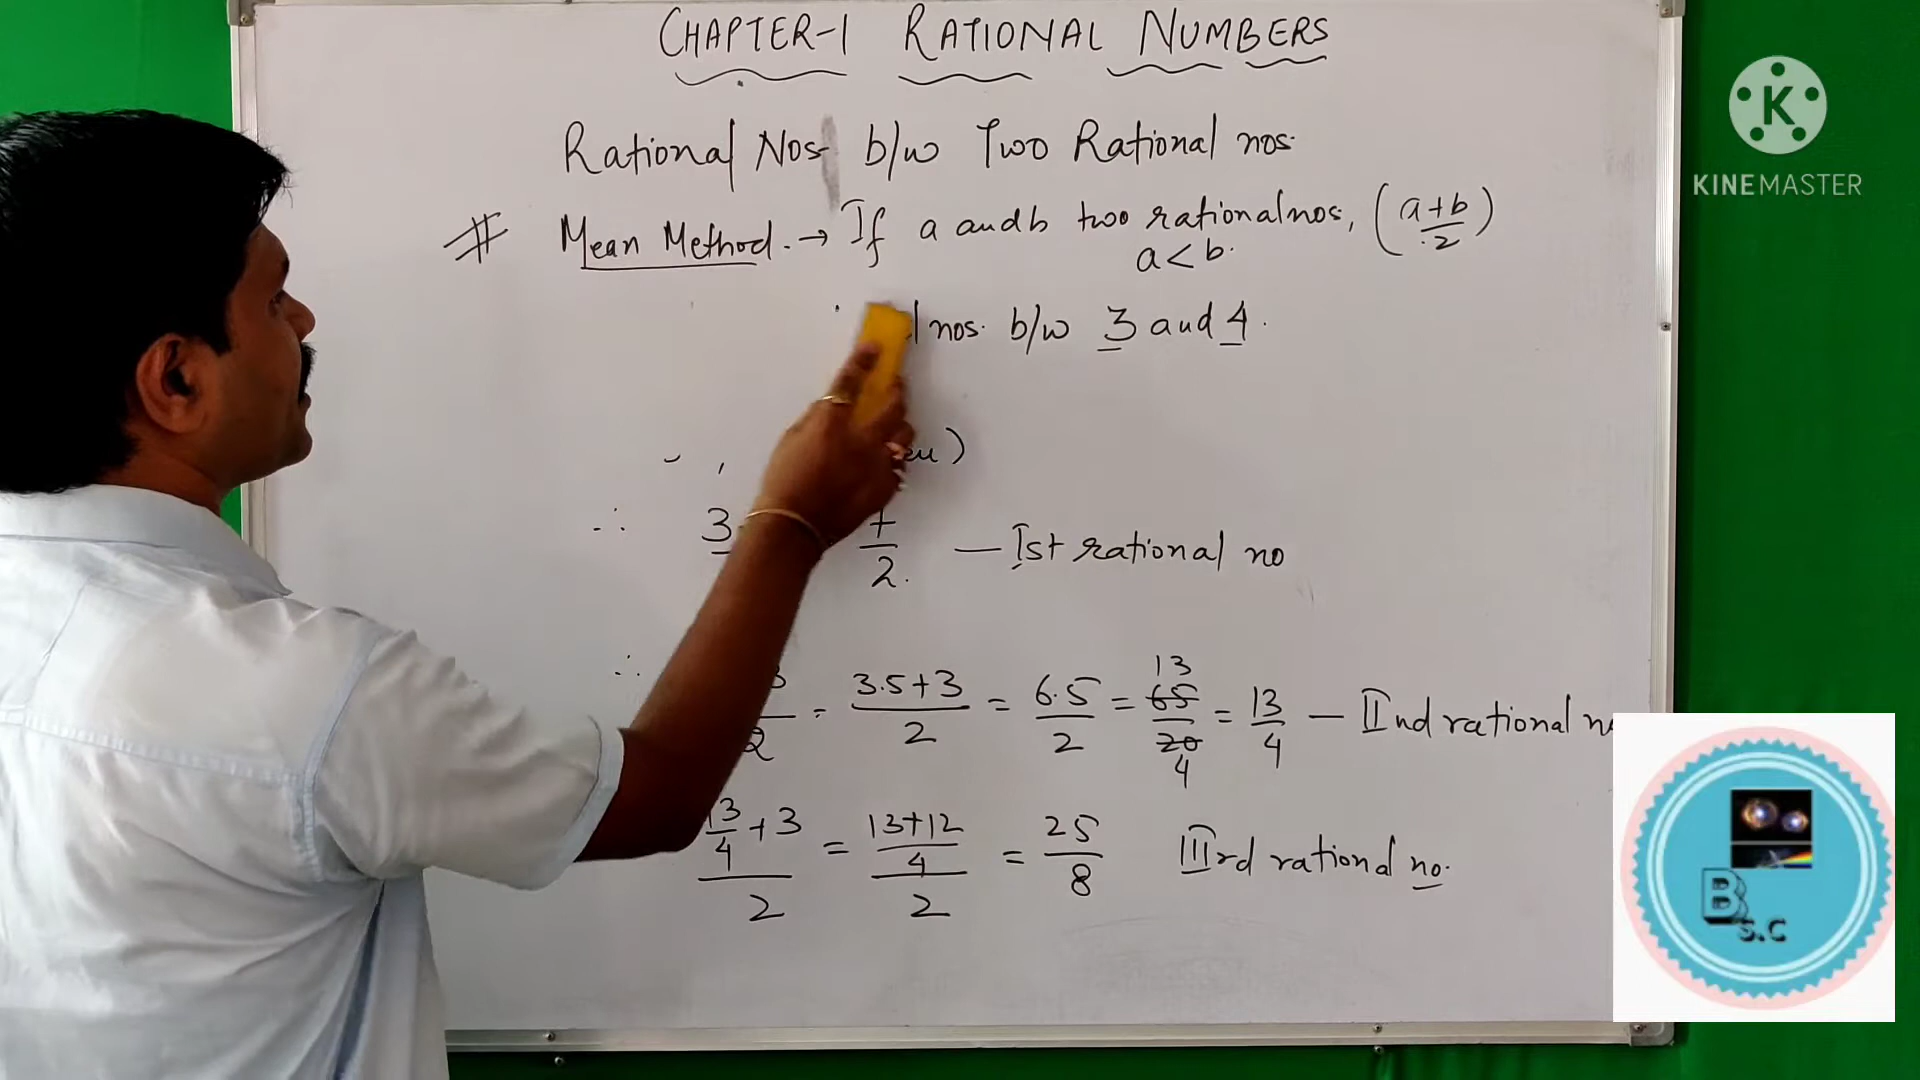 CHAPTER-1 RATIONAL NUMBERS
Rational Nos b/w Two Rational nos.
# Mean Method. → If a and b two rational nos, (a+b/2)
a < b.
nos. b/w 3 and 4.
∴ 3 2. — Ist rational no
∴ 2 = 3.5+3/2 = 6.5/2 = 65/20 = 13/4 — IInd rational
13 4
13/4+3/2 = 13+12/4/2 = 25/8 IIIrd rational no.
K
KINEMASTER
B
S.C